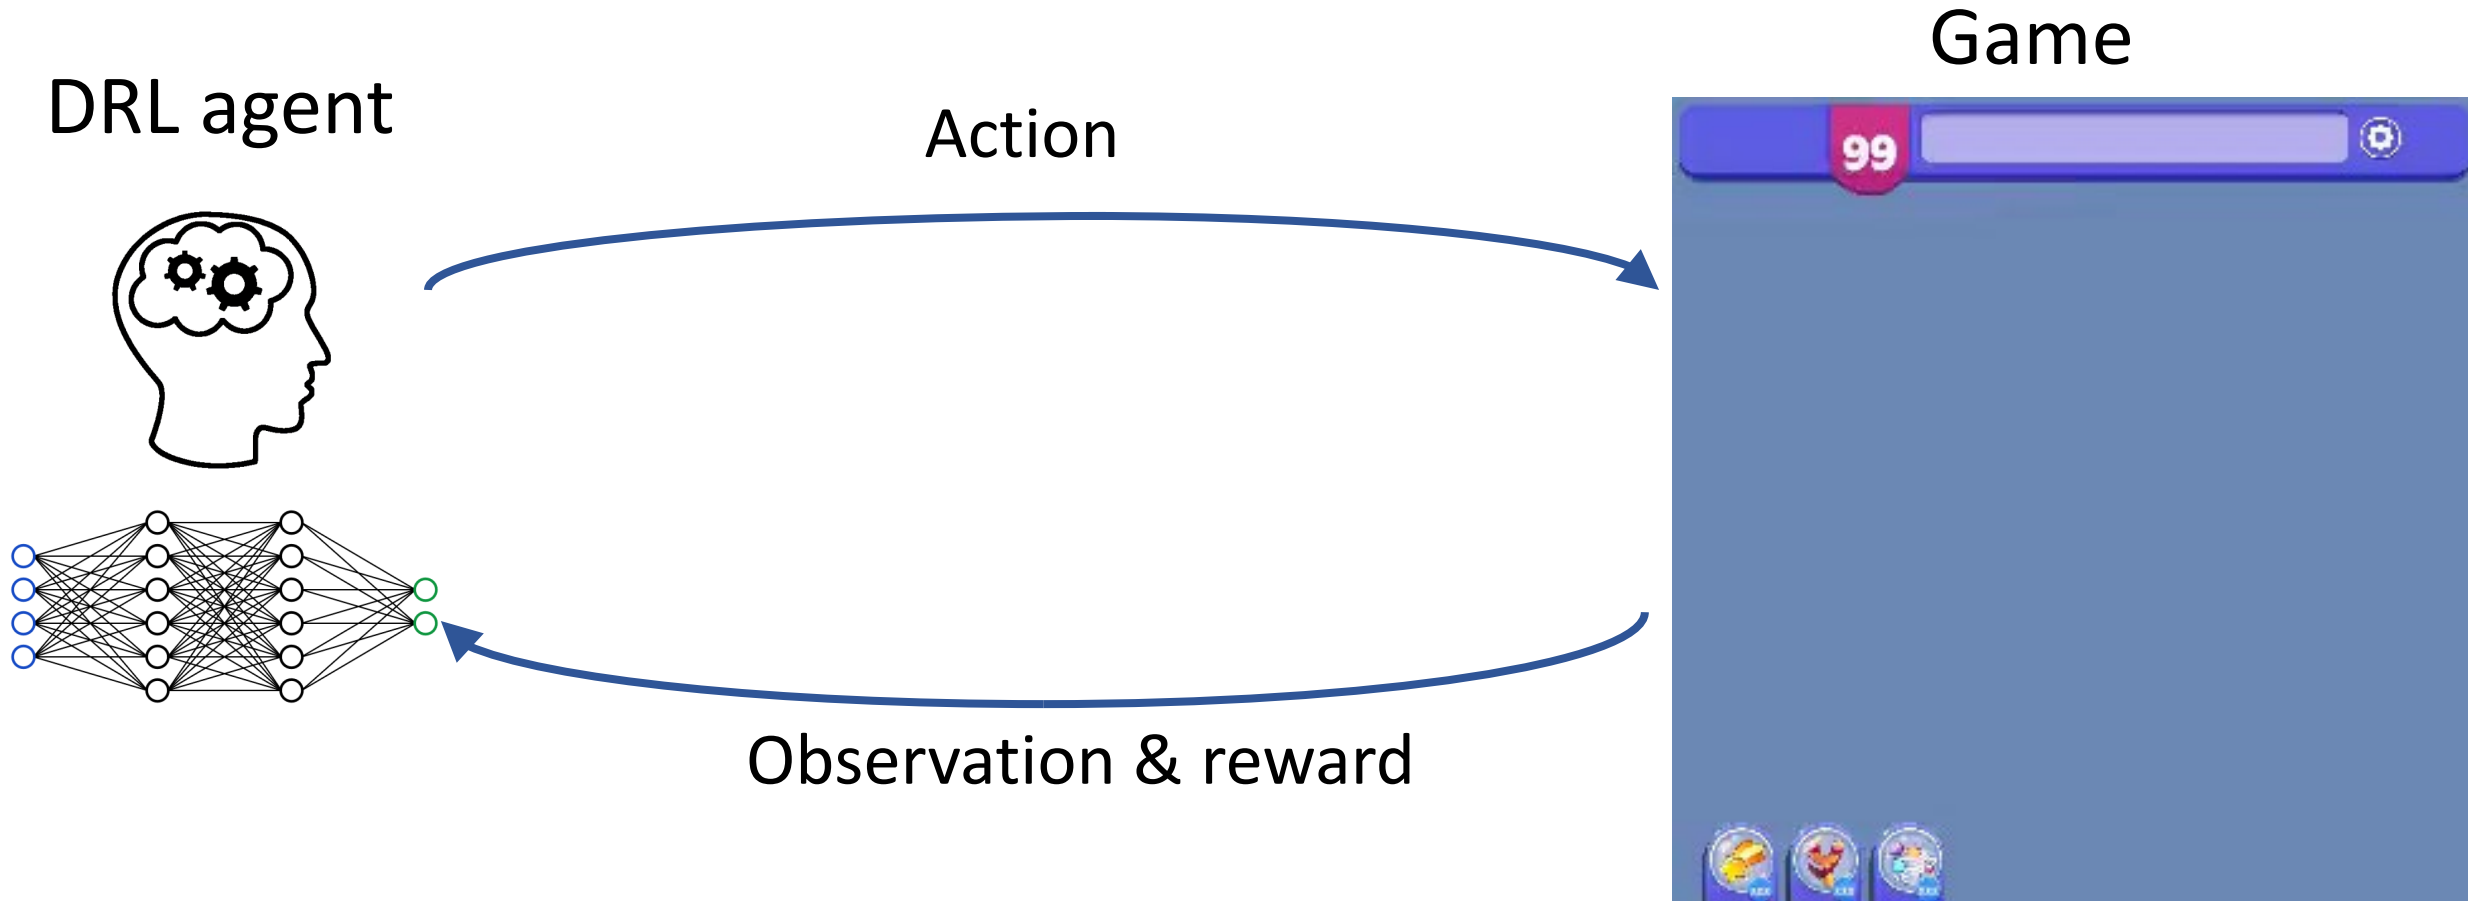 Game
DRL agent
Action
99
Observation & reward